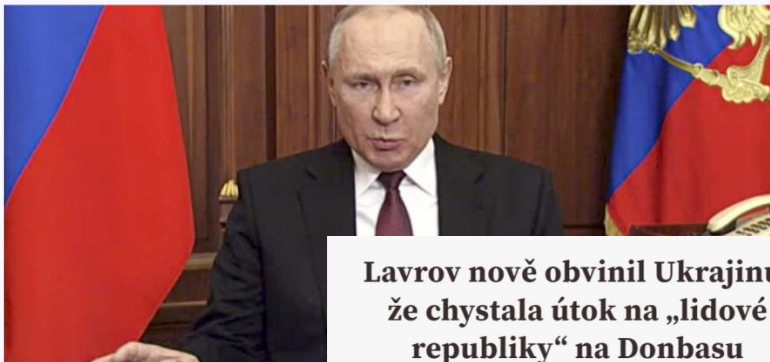 Lavrov nově obvinil Ukrajinu
že chystala útok na „lidové
republiky“ na Donbasu